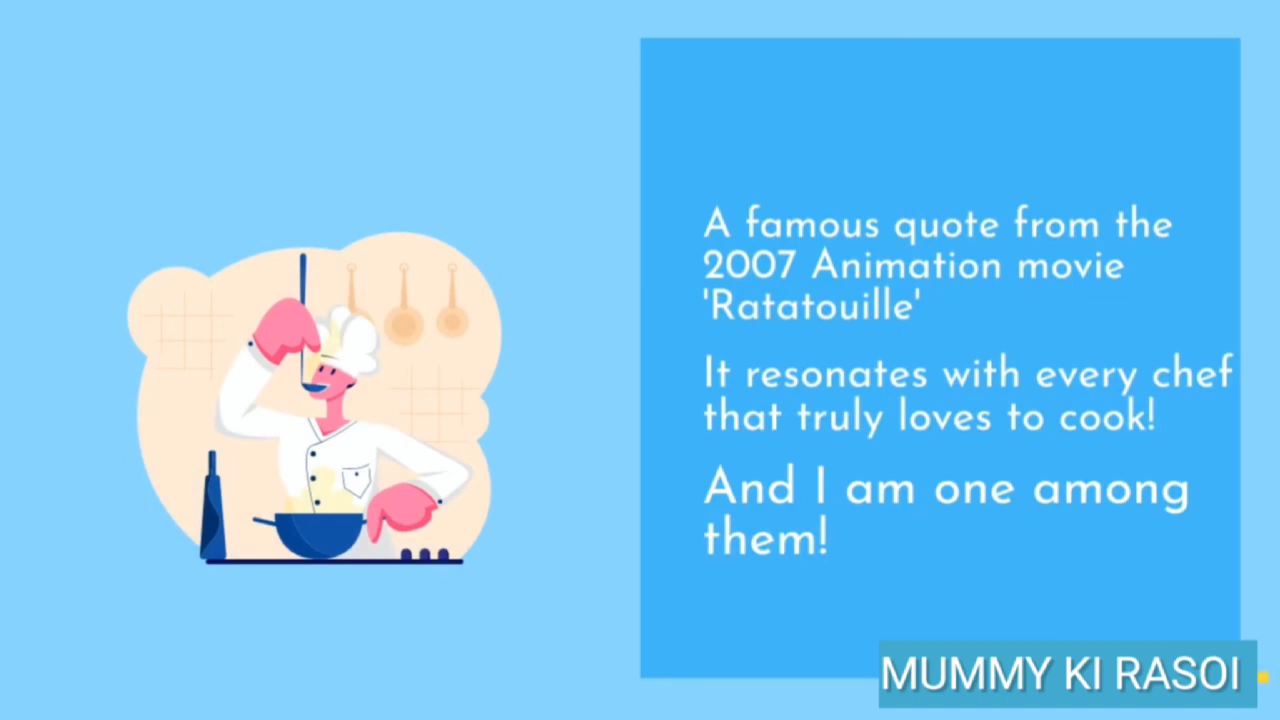 A famous quote from the
2007 Animation movie
'Ratatouille'
It resonates with every chef
that truly loves to cook!
And I am one among
them!
MUMMY KI RASOI